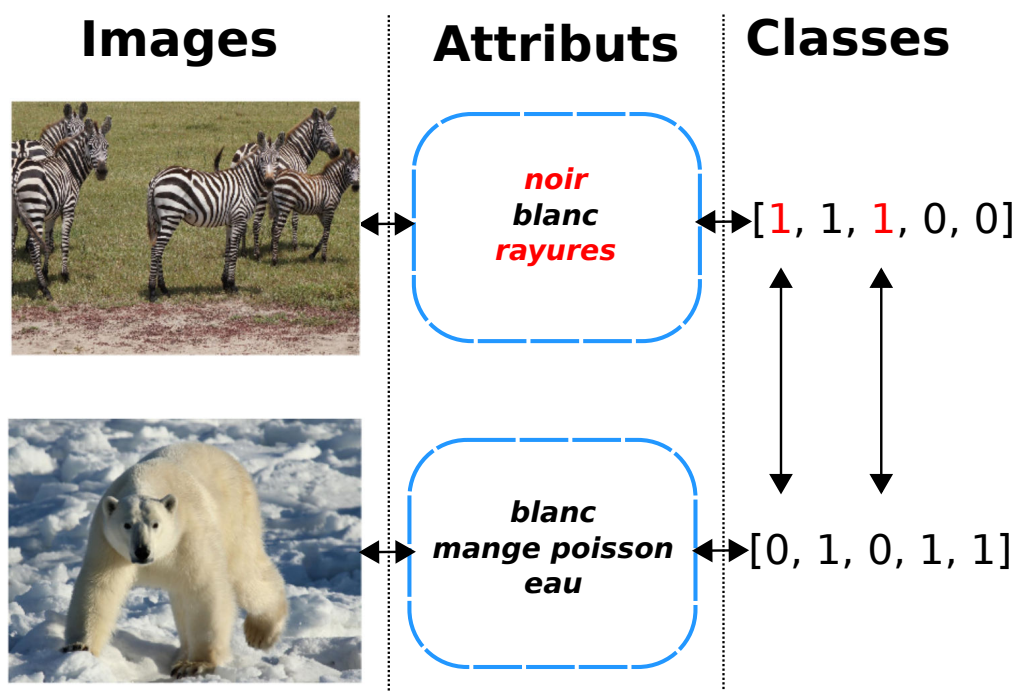 Images
Attributs
Classes
noir
blanc
rayures
[1, 1, 1, 0, 0]
blanc
mange poisson
eau
[0, 1, 0, 1, 1]